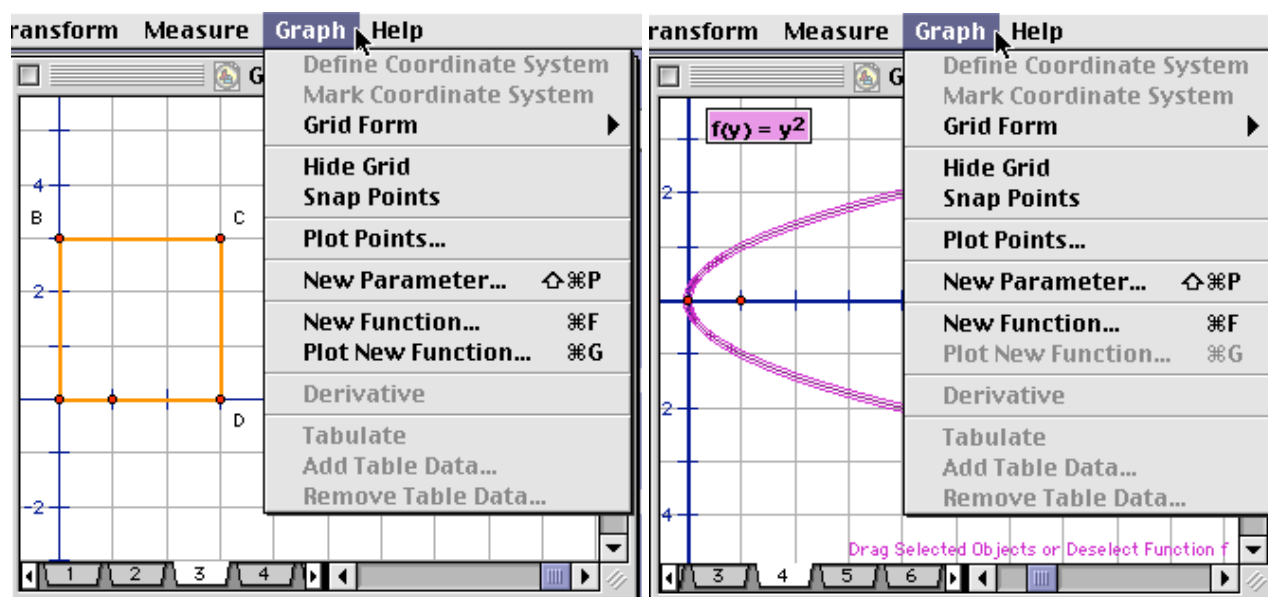 ransform Measure Graph Help
G
Define Coordinate System
Mark Coordinate System
Grid Form
Hide Grid
Snap Points
Plot Points...
New Parameter... ⇧⌘P
New Function... ⌘F
Plot New Function... ⌘G
Derivative
Tabulate
Add Table Data...
Remove Table Data...
4
B C
2
D
-2
1 2 3 4
ransform Measure Graph Help
G
Define Coordinate System
Mark Coordinate System
Grid Form
Hide Grid
Snap Points
Plot Points...
New Parameter... ⇧⌘P
New Function... ⌘F
Plot New Function... ⌘G
Derivative
Tabulate
Add Table Data...
Remove Table Data...
f(y) = y²
2
2
4
Drag Selected Objects or Deselect Function f
3 4 5 6